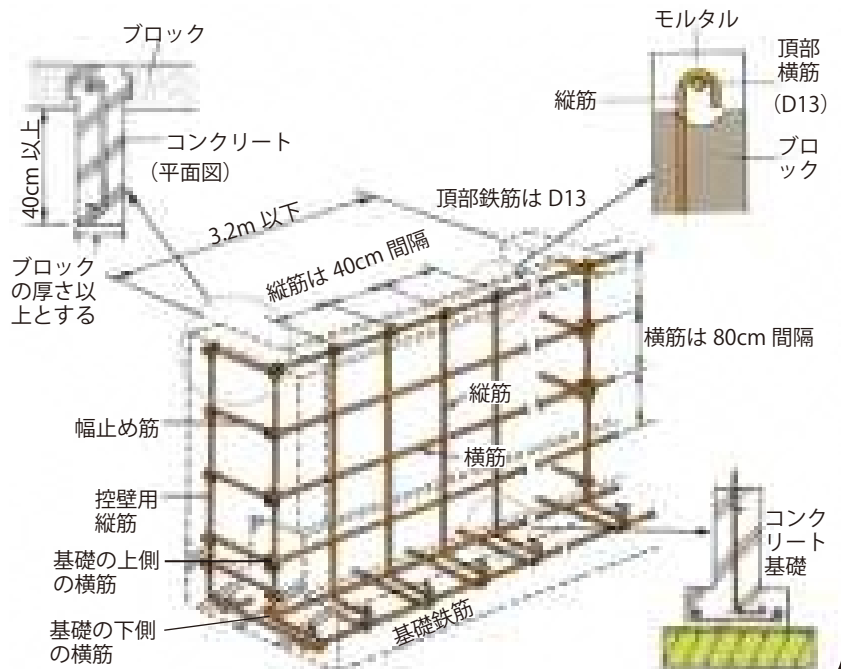 ブロック
40cm 以上
コンクリート
（平面図）
ブロック
の厚さ以
上とする
3.2m 以下
縦筋は 40cm 間隔
頂部鉄筋は D13
モルタル
頂部
横筋
（D13）
縦筋
ブロ
ック
横筋は 80cm 間隔
縦筋
横筋
幅止め筋
控壁用
縦筋
基礎の上側
の横筋
基礎の下側
の横筋
基礎鉄筋
コンク
リート
基礎